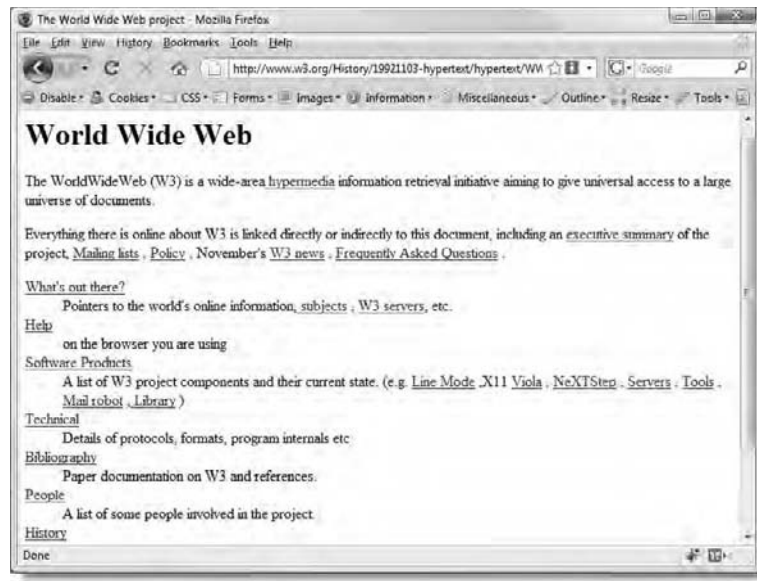 The World Wide Web project - Mozilla Firefox
File Edit View History Bookmarks Tools Help
http://www.w3.org/History/19921103-hypertext/hypertext/WW Google
Disable Cookies CSS Forms Images Information Miscellaneous Outline Resize Tools
World Wide Web
The WorldWideWeb (W3) is a wide-area hypermedia information retrieval initiative aiming to give universal access to a large
universe of documents.
Everything there is online about W3 is linked directly or indirectly to this document, including an executive summary of the
project, Mailing lists , Policy , November's W3 news , Frequently Asked Questions .
What's out there?
Pointers to the world's online information, subjects , W3 servers, etc.
Help
on the browser you are using
Software Products
A list of W3 project components and their current state. (e.g. Line Mode ,X11 Viola , NeXTStep , Servers , Tools ,
Mail robot , Library )
Technical
Details of protocols, formats, program internals etc
Bibliography
Paper documentation on W3 and references.
People
A list of some people involved in the project.
History
Done